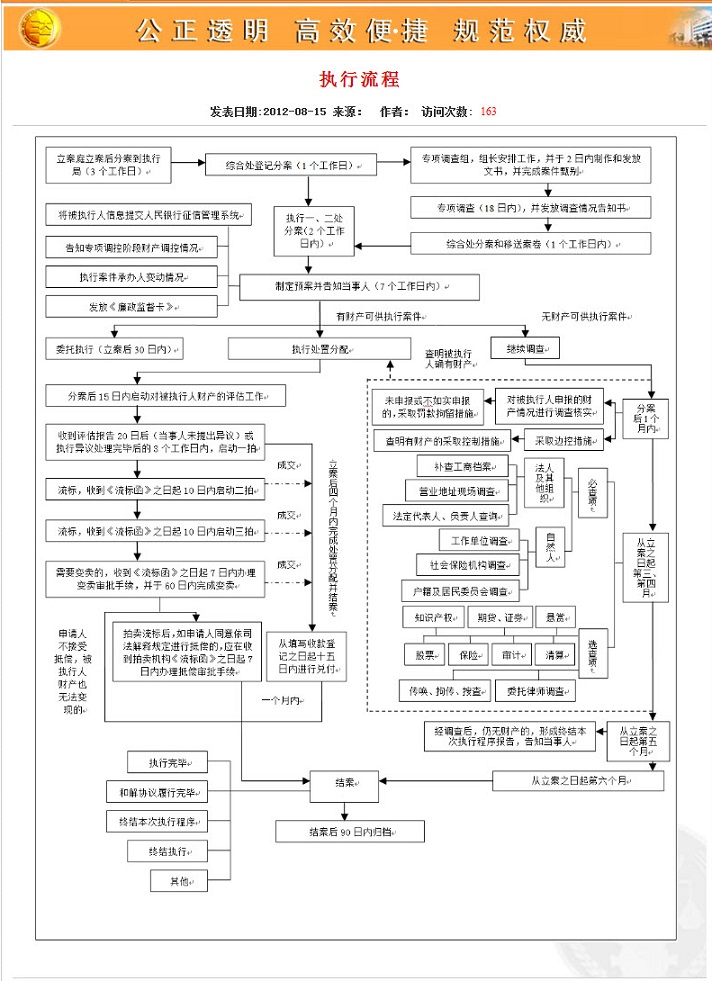 公正透明 高效便·捷 规范权威
执行流程
发表日期:2012-08-15 来源： 作者： 访问次数: 163
立案庭立案后分案到执行
局（3个工作日）
综合处登记分案（1个工作日）
专项调查组，组长安排工作，并于2日内制作和发放
文书，并完成案件甄别
专项调查（18日内），并发放调查情况告知书
综合处分案和移送案卷（1个工作日内）
执行一、二处
分案（2个工作
日内）
将被执行人信息提交人民银行征信管理系统
告知专项调控阶段财产调控情况
执行案件承办人变动情况
发放《廉政监督卡》
制定预案并告知当事人（7个工作日内）
有财产可供执行案件
无财产可供执行案件
委托执行（立案后30日内）
执行处置分配
查明被执行
人确有财产
继续调查
分案后15日内启动对被执行人财产的评估工作
收到评估报告20日后（当事人未提出异议）或
执行异议处理完毕后的3个工作日内，启动一拍
成交
流标，收到《流标函》之日起10日内启动二拍
成交
流标，收到《流标函》之日起10日内启动三拍
成交
需要变卖的，收到《流标函》之日起7日内办理
变卖审批手续，并于60日内完成变卖
立案后四个月内完成处置分配并结案
申请人
不接受
抵偿，被
执行人
财产也
无法变
现的
拍卖流标后，如申请人同意依司
法解释规定进行抵偿的，应在收
到拍卖机构《流标函》之日起7
日内办理抵偿审批手续
从填写收款登
记之日起十五
日内进行兑付
一个月内
未申报或不如实申报
的，采取罚款拘留措施
对被执行人申报的财
产情况进行调查核实
分案
后1个
月内
查明有财产的采取控制措施
采取边控措施
补查工商档案
营业地址现场调查
法定代表人、负责人查询
法人
及其
他组
织
必查项
工作单位调查
社会保险机构调查
户籍及居民委员会调查
自然人
从立
案之
日起
第三、
第四
月
知识产权
期货、证券
悬赏
股票
保险
审计
清算
选查项
传唤、拘传、搜查
委托律师调查
经调查后，仍无财产的，形成终结本
次执行程序报告，告知当事人
从立案之
日起第五
个月
从立案之日起第六个月
执行完毕
和解协议履行完毕
终结本次执行程序
终结执行
其他
结案
结案后90日内归档